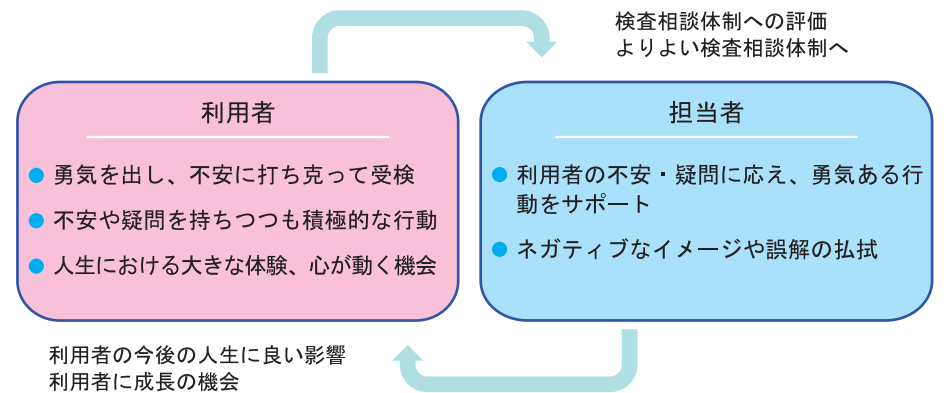 検査相談体制への評価
よりよい検査相談体制へ
利用者
勇気を出し、不安に打ち克って受検
不安や疑問を持ちつつも積極的な行動
人生における大きな体験、心が動く機会
担当者
利用者の不安・疑問に応え、勇気ある行
動をサポート
ネガティブなイメージや誤解の払拭
利用者の今後の人生に良い影響
利用者に成長の機会